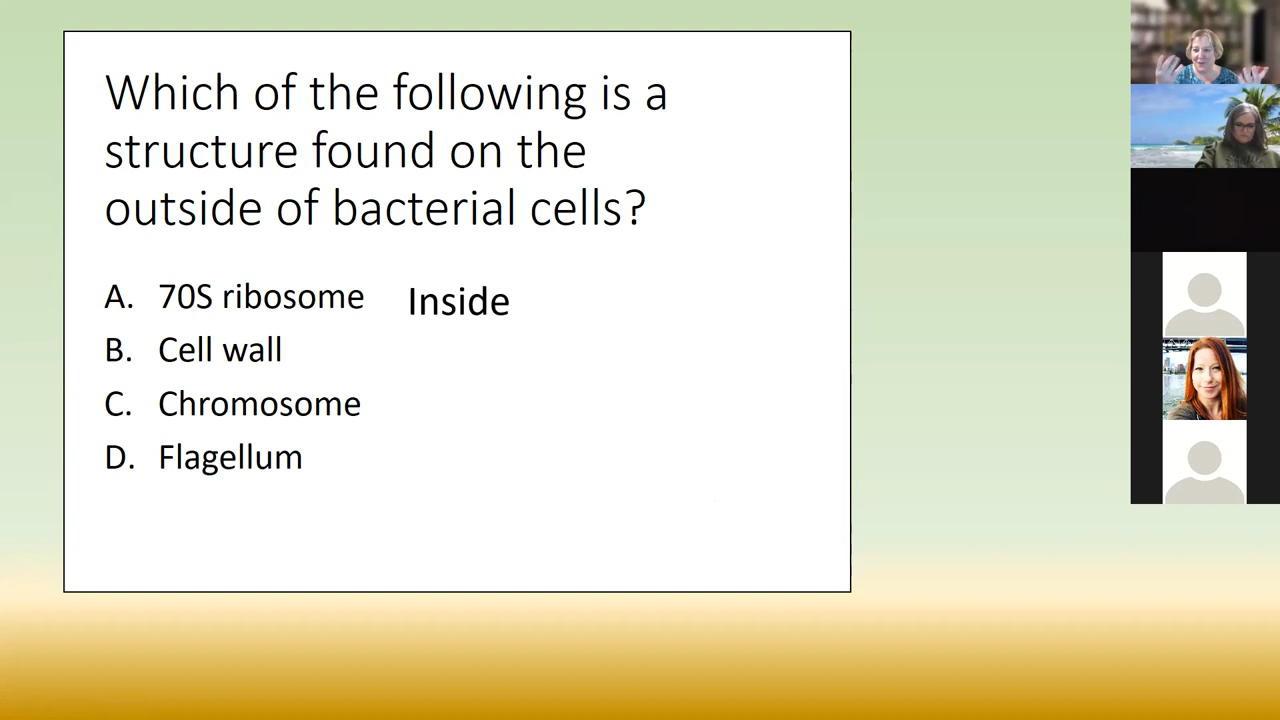 Which of the following is a
structure found on the
outside of bacterial cells?
A. 70S ribosome Inside
B. Cell wall
C. Chromosome
D. Flagellum